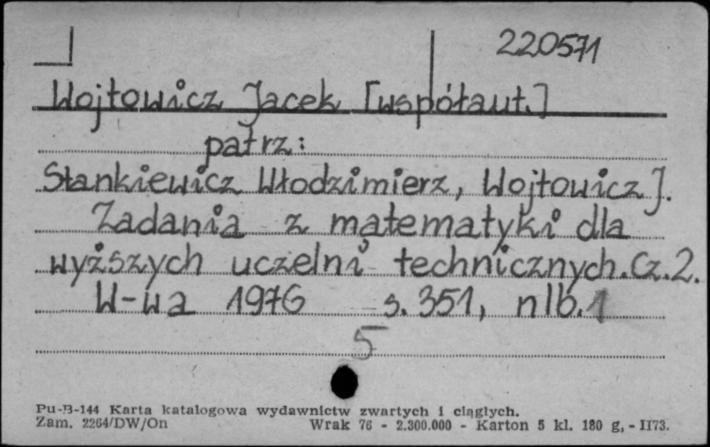 220571
Wojtowicz Jacek [współaut.]
patrz:
Stankiewicz Włodzimierz, Wojtowicz J.
Zadania z matematyki dla
wyższych uczelni technicznych. Cz. 2.
W-wa 1976 s. 351, nlb. 1
5
Pu-B-144 Karta katalogowa wydawnictw zwartych i ciągłych.
Zam. 2264/DW/On Wrak 76 - 2.300.000 - Karton 5 kl. 180 g, - II73.